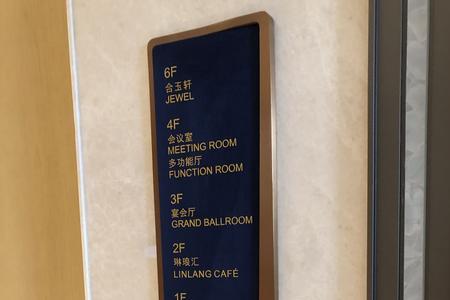 6F
合玉轩
JEWEL
4F
会议室
MEETING ROOM
多功能厅
FUNCTION ROOM
3F
宴会厅
GRAND BALLROOM
2F
琳琅汇
LINLANG CAFÉ
1F